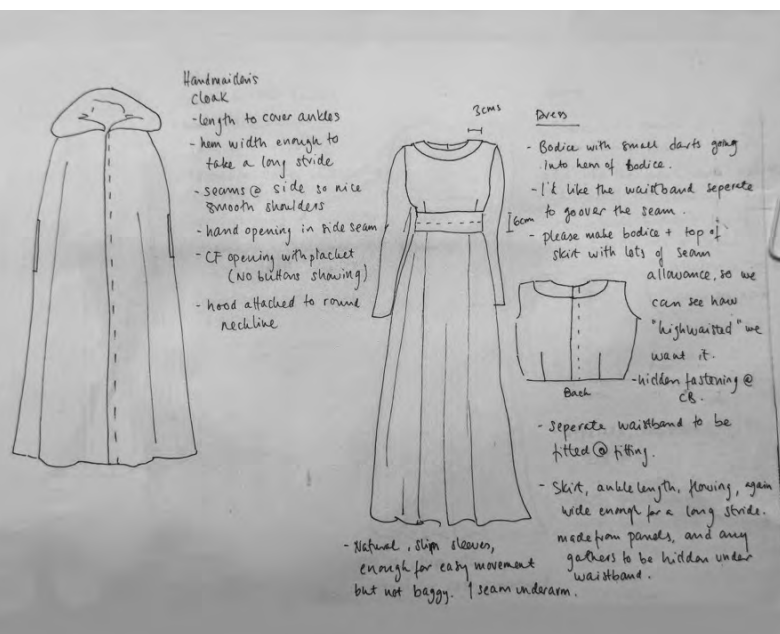 Handmaiden's
cloak
- length to cover ankles
- hem width enough to
take a long stride
- seams @ side so nice
smooth shoulders
- hand opening in side seam
- CF opening with placket
(NO buttons showing)
- hood attached to round
neckline
3cms
Dress
- Bodice with small darts going
into hem of bodice.
- I'd like the waistband seperate
to go over the seam.
6cm
- please make bodice + top of
skirt with lots of seam
allowance, so we
can see how
"highwaisted" we
want it.
- hidden fastening @
CB.
Back
- seperate waistband to be
fitted @ fitting.
- Skirt, ankle length, flowing, again
wide enough for a long stride.
made from panels, and any
gathers to be hidden under
waistband.
- Natural, slim sleeves,
enough for easy movement
but not baggy. 1 seam underarm.